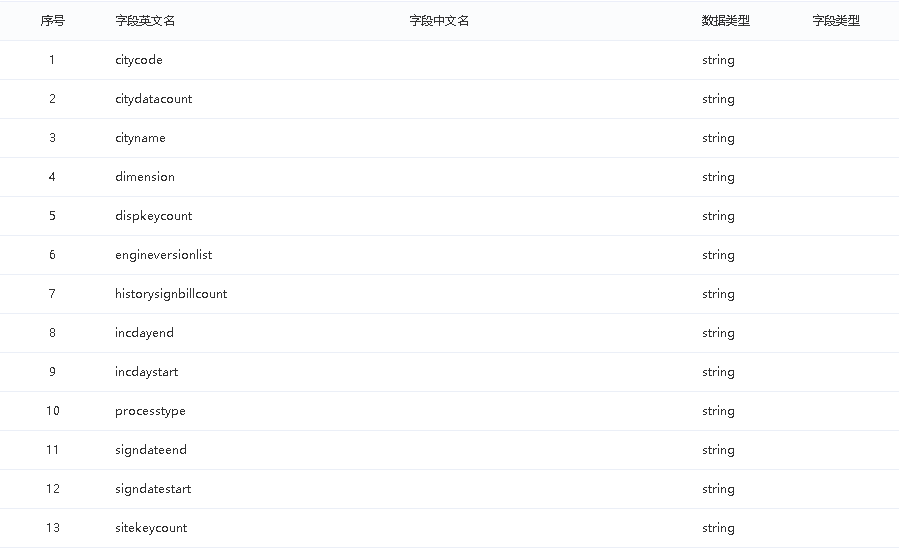 序号 字段英文名 字段中文名 数据类型 字段类型
1 citycode string
2 citydatacount string
3 cityname string
4 dimension string
5 dispkeycount string
6 engineversionlist string
7 historysignbillcount string
8 incdayend string
9 incdaystart string
10 processtype string
11 signdateend string
12 signdatestart string
13 sitekeycount string